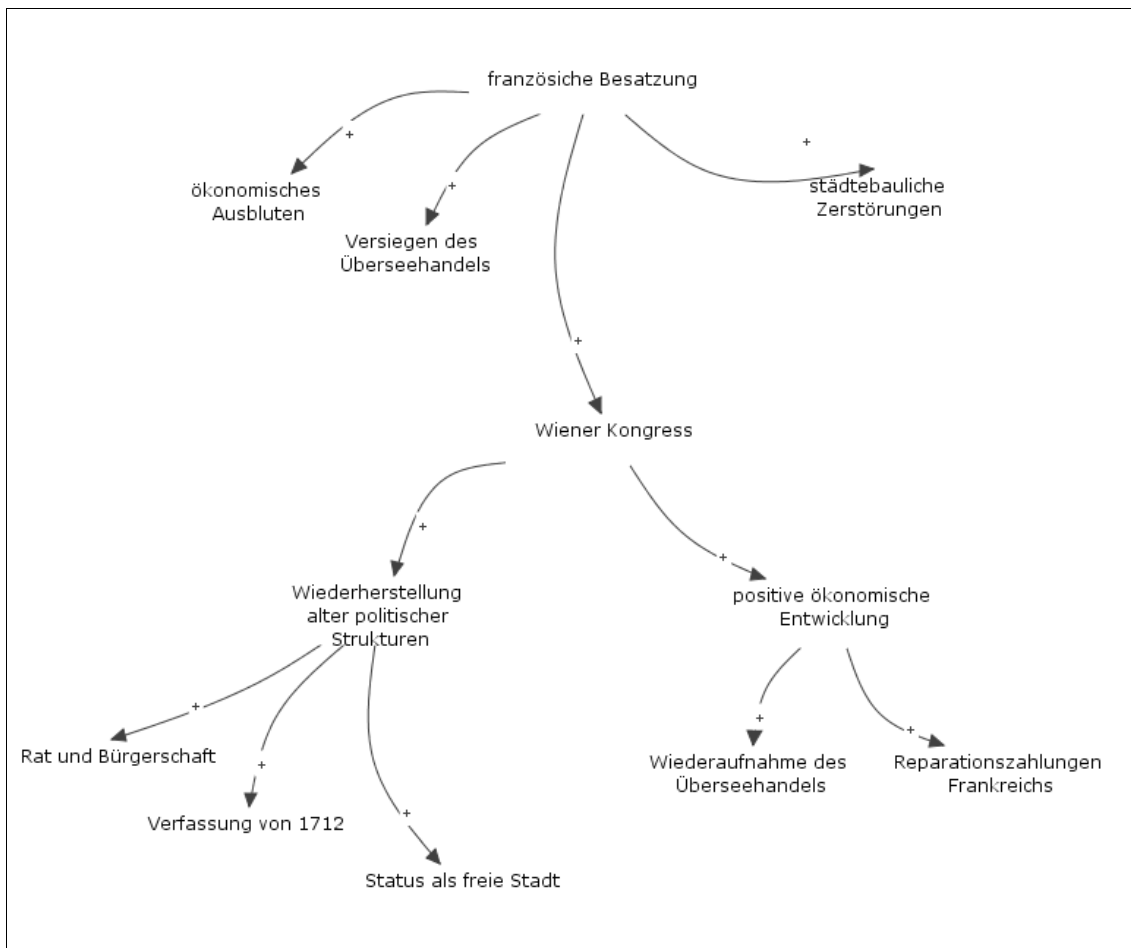 französiche Besatzung
+
+
ökonomisches
Ausbluten
+
städtebauliche
Zerstörungen
+
Versiegen des
Überseehandels
+
Wiener Kongress
+
+
Wiederherstellung
alter politischer
Strukturen
positive ökonomische
Entwicklung
+
Rat und Bürgerschaft
+
Verfassung von 1712
+
Status als freie Stadt
+
Wiederaufnahme des
Überseehandels
+
Reparationszahlungen
Frankreichs